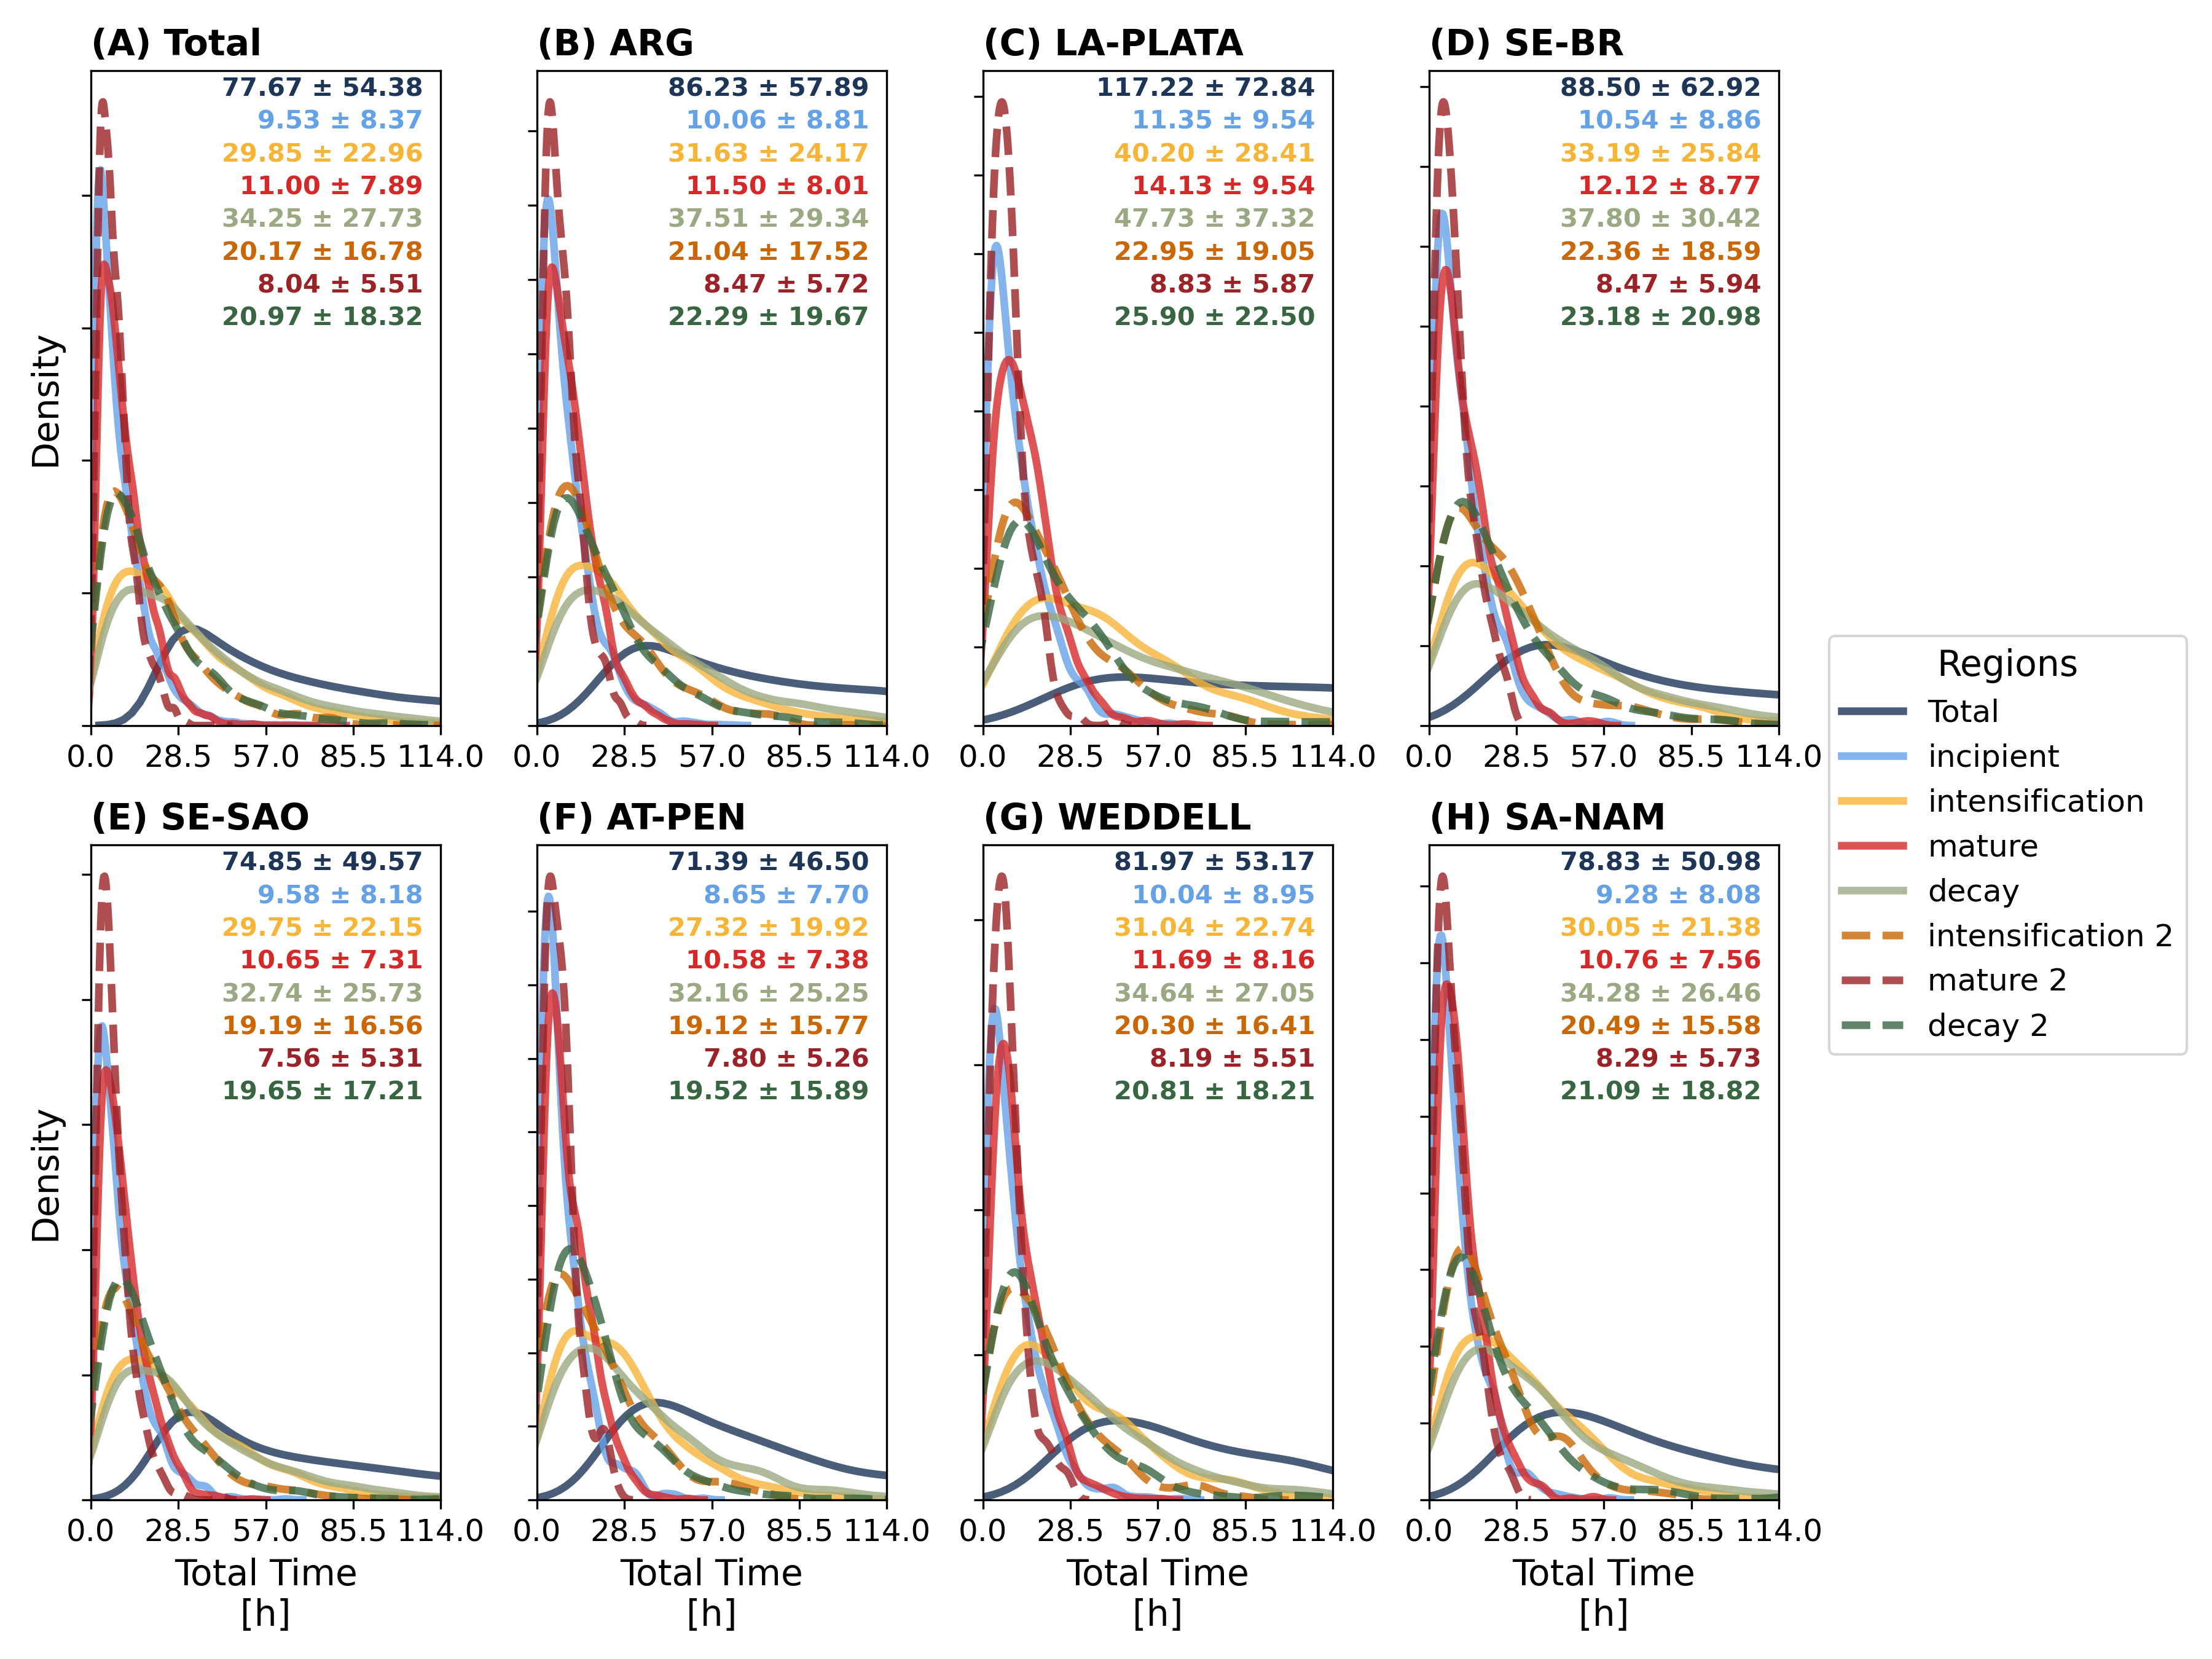 (A) Total
77.67 ± 54.38
9.53 ± 8.37
29.85 ± 22.96
11.00 ± 7.89
34.25 ± 27.73
20.17 ± 16.78
8.04 ± 5.51
20.97 ± 18.32
Density
0.0 28.5 57.0 85.5 114.0
(B) ARG
86.23 ± 57.89
10.06 ± 8.81
31.63 ± 24.17
11.50 ± 8.01
37.51 ± 29.34
21.04 ± 17.52
8.47 ± 5.72
22.29 ± 19.67
0.0 28.5 57.0 85.5 114.0
(C) LA-PLATA
117.22 ± 72.84
11.35 ± 9.54
40.20 ± 28.41
14.13 ± 9.54
47.73 ± 37.32
22.95 ± 19.05
8.83 ± 5.87
25.90 ± 22.50
0.0 28.5 57.0 85.5 114.0
(D) SE-BR
88.50 ± 62.92
10.54 ± 8.86
33.19 ± 25.84
12.12 ± 8.77
37.80 ± 30.42
22.36 ± 18.59
8.47 ± 5.94
23.18 ± 20.98
0.0 28.5 57.0 85.5 114.0
(E) SE-SAO
74.85 ± 49.57
9.58 ± 8.18
29.75 ± 22.15
10.65 ± 7.31
32.74 ± 25.73
19.19 ± 16.56
7.56 ± 5.31
19.65 ± 17.21
Density
0.0 28.5 57.0 85.5 114.0
Total Time
[h]
(F) AT-PEN
71.39 ± 46.50
8.65 ± 7.70
27.32 ± 19.92
10.58 ± 7.38
32.16 ± 25.25
19.12 ± 15.77
7.80 ± 5.26
19.52 ± 15.89
0.0 28.5 57.0 85.5 114.0
Total Time
[h]
(G) WEDDELL
81.97 ± 53.17
10.04 ± 8.95
31.04 ± 22.74
11.69 ± 8.16
34.64 ± 27.05
20.30 ± 16.41
8.19 ± 5.51
20.81 ± 18.21
0.0 28.5 57.0 85.5 114.0
Total Time
[h]
(H) SA-NAM
78.83 ± 50.98
9.28 ± 8.08
30.05 ± 21.38
10.76 ± 7.56
34.28 ± 26.46
20.49 ± 15.58
8.29 ± 5.73
21.09 ± 18.82
0.0 28.5 57.0 85.5 114.0
Total Time
[h]
Regions
Total
incipient
intensification
mature
decay
intensification 2
mature 2
decay 2